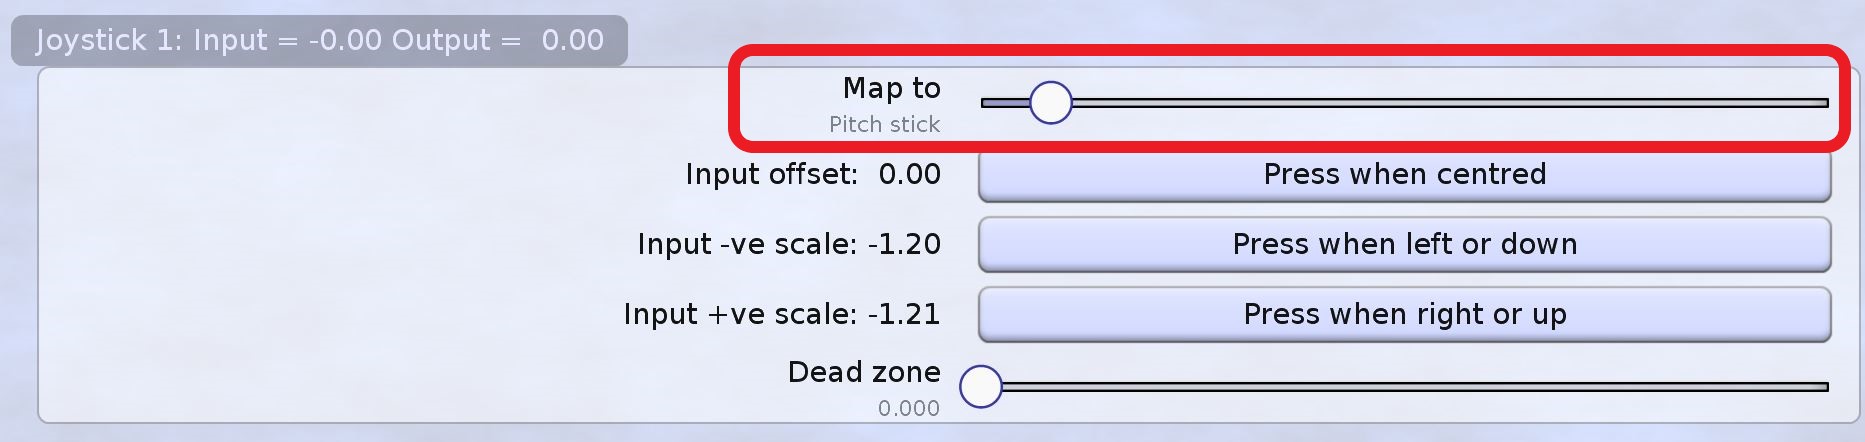 Joystick 1: Input = -0.00 Output =  0.00
Map to
Pitch stick
Input offset:  0.00
Press when centred
Input -ve scale: -1.20
Press when left or down
Input +ve scale: -1.21
Press when right or up
Dead zone
0.000